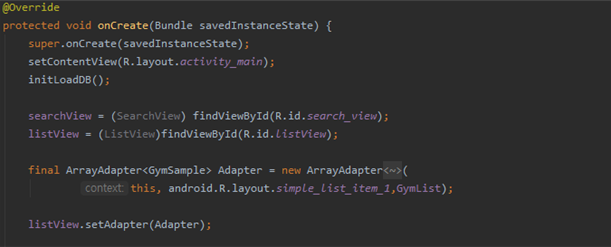 @Override
protected void onCreate(Bundle savedInstanceState) {
super.onCreate(savedInstanceState);
setContentView(R.layout.activity_main);
initLoadDB();
searchView = (SearchView) findViewById(R.id.search_view);
listView = (ListView)findViewById(R.id.listView);
final ArrayAdapter<GymSample> Adapter = new ArrayAdapter<~>(
context: this, android.R.layout.simple_list_item_1,GymList);
listView.setAdapter(Adapter);